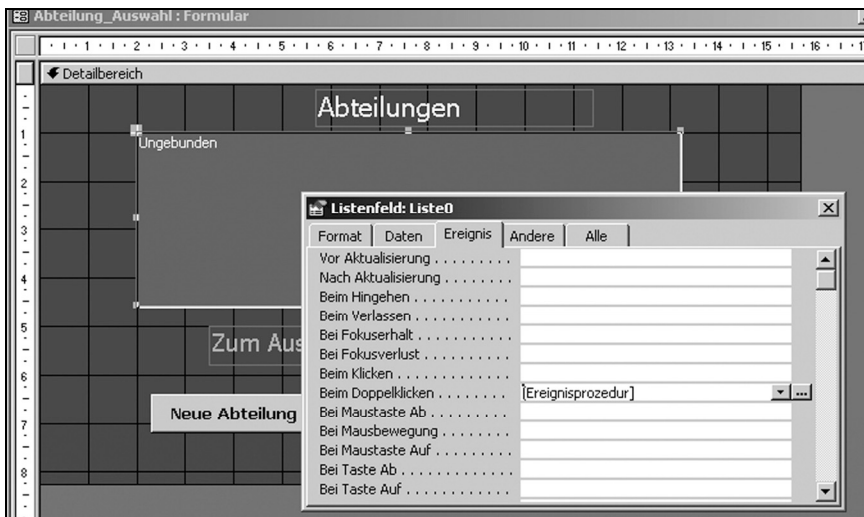 Abteilung_Auswahl : Formular
1 2 3 4 5 6 7 8 9 10 11 12 13 14 15 16
Detailbereich
Abteilungen
Ungebunden
Listenfeld: Liste0
Format Daten Ereignis Andere Alle
Vor Aktualisierung . . . . . . . . .
Nach Aktualisierung . . . . . . . .
Beim Hingehen . . . . . . . . . . .
Beim Verlassen . . . . . . . . . . .
Bei Fokuserhalt . . . . . . . . . . .
Bei Fokusverlust . . . . . . . . . .
Beim Klicken . . . . . . . . . . . .
Beim Doppelklicken . . . . . . . . [Ereignisprozedur] ...
Bei Maustaste Ab . . . . . . . . . .
Bei Mausbewegung . . . . . . . . .
Bei Maustaste Auf . . . . . . . . .
Bei Taste Ab . . . . . . . . . . . .
Bei Taste Auf . . . . . . . . . . . .
Zum Aus
Neue Abteilung
1
2
3
4
5
6
7
8